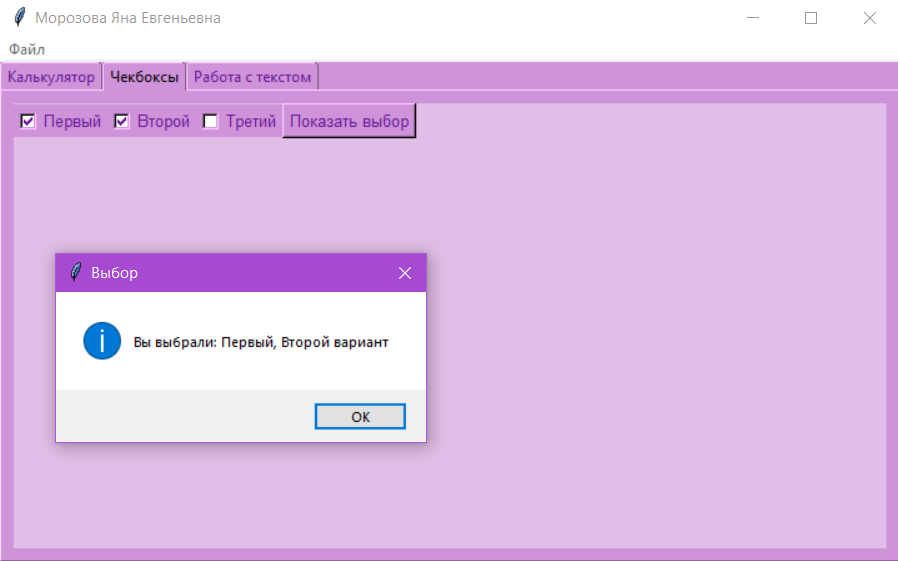 Морозова Яна Евгеньевна
Файл
Калькулятор Чекбоксы Работа с текстом
Первый Второй Третий Показать выбор
Выбор
Вы выбрали: Первый, Второй вариант
ОК